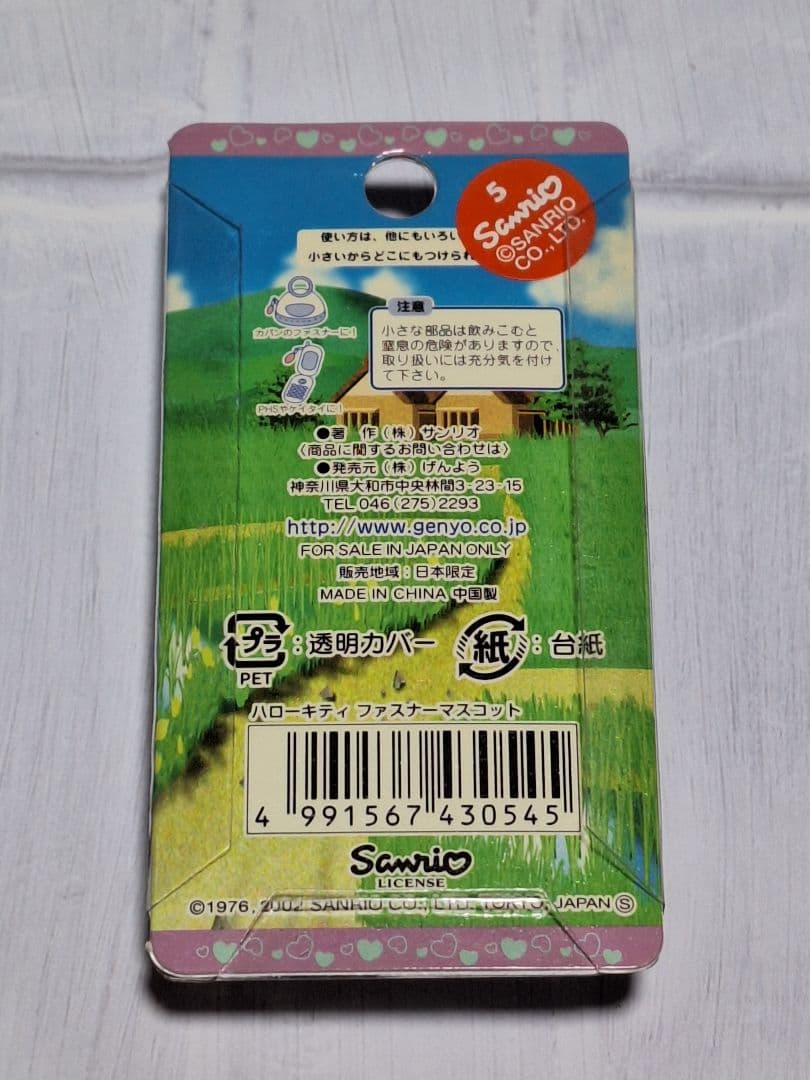 5
Sanrio
©SANRIO
CO., LTD.
使い方は、他にもいろい
小さいからどこにもつけられ
カバンのファスナーに!
注意
小さな部品は飲みこむと
窒息の危険がありますので、
取り扱いには充分気を付け
て下さい。
PHSやケイタイに!
●著 作(株)サンリオ
〈商品に関するお問い合わせは〉
●発売元(株)げんよう
神奈川県大和市中央林間3-23-15
TEL 046(275)2293
http://www.genyo.co.jp
FOR SALE IN JAPAN ONLY
販売地域:日本限定
MADE IN CHINA 中国製
プラ:透明カバー 紙:台紙
PET
ハローキティ ファスナーマスコット
4 991567 430545
Sanrio
LICENSE
©1976, 2002 SANRIO CO., LTD. TOKYO, JAPAN Ⓢ